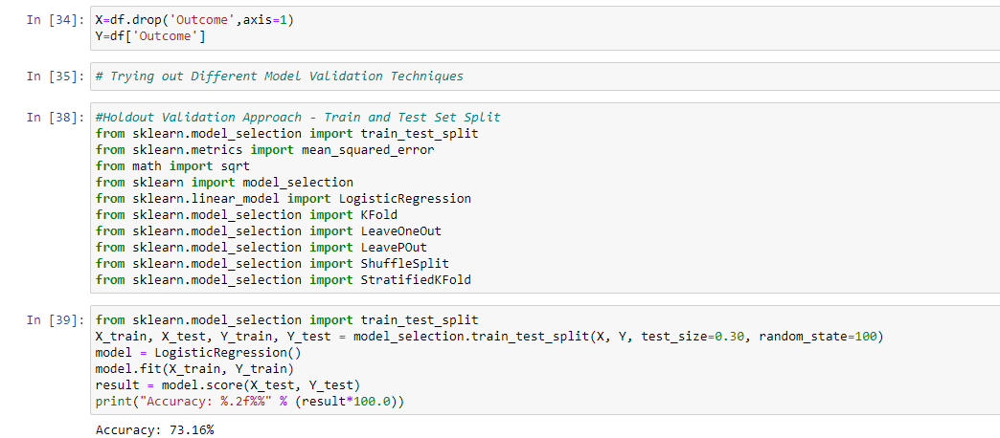 In [34]: X=df.drop('Outcome',axis=1)
Y=df['Outcome']
In [35]: # Trying out Different Model Validation Techniques
In [38]: #Holdout Validation Approach - Train and Test Set Split
from sklearn.model_selection import train_test_split
from sklearn.metrics import mean_squared_error
from math import sqrt
from sklearn import model_selection
from sklearn.linear_model import LogisticRegression
from sklearn.model_selection import KFold
from sklearn.model_selection import LeaveOneOut
from sklearn.model_selection import LeavePOut
from sklearn.model_selection import ShuffleSplit
from sklearn.model_selection import StratifiedKFold
In [39]: from sklearn.model_selection import train_test_split
X_train, X_test, Y_train, Y_test = model_selection.train_test_split(X, Y, test_size=0.30, random_state=100)
model = LogisticRegression()
model.fit(X_train, Y_train)
result = model.score(X_test, Y_test)
print("Accuracy: %.2f%%" % (result*100.0))
Accuracy: 73.16%